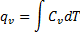 q_v = ∫ C_v dT